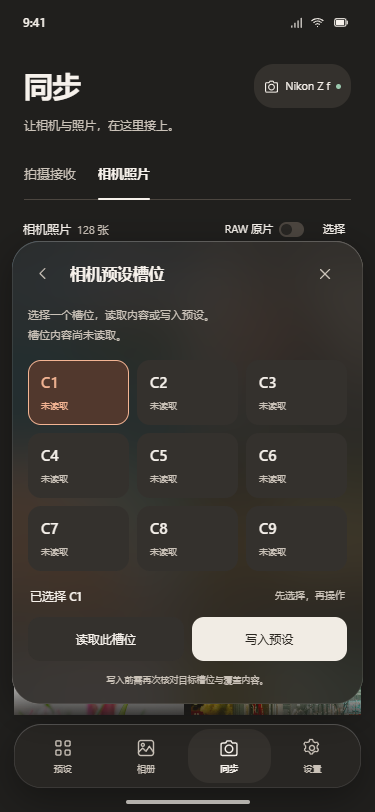 9:41
同步
Nikon Z f
让相机与照片，在这里接上。
拍摄接收 相机照片
相机照片 128 张 RAW 原片 选择
相机预设槽位
选择一个槽位，读取内容或写入预设。
槽位内容尚未读取。
C1 C2 C3
未读取 未读取 未读取
C4 C5 C6
未读取 未读取 未读取
C7 C8 C9
未读取 未读取 未读取
已选择 C1 先选择，再操作
读取此槽位 写入预设
写入前需再次核对目标槽位与覆盖内容。
预设 相册 同步 设置